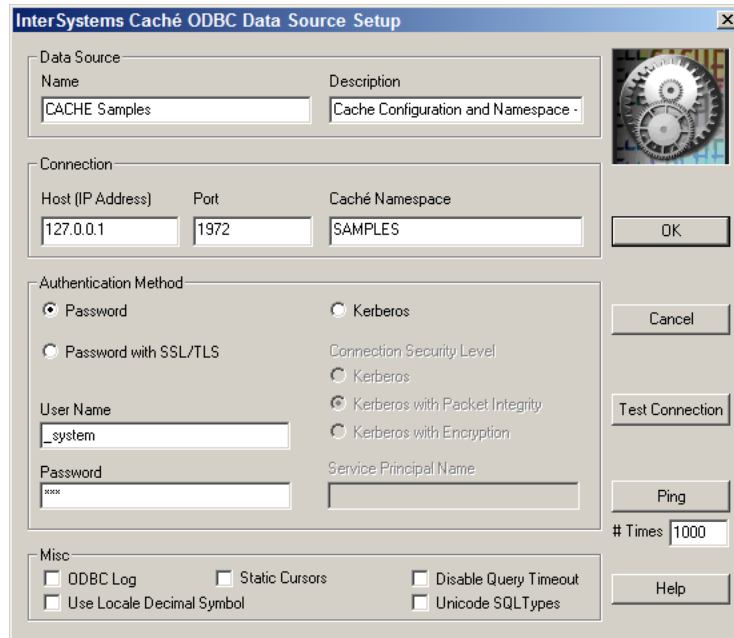 InterSystems Caché ODBC Data Source Setup
Data Source
Name
Description
CACHE Samples
Cache Configuration and Namespace -
Connection
Host (IP Address)
Port
Caché Namespace
127.0.0.1
1972
SAMPLES
OK
Authentication Method
Password
Kerberos
Cancel
Password with SSL/TLS
Connection Security Level
Kerberos
Kerberos with Packet Integrity
Test Connection
User Name
Kerberos with Encryption
_system
Password
Service Principal Name
***
Ping
# Times 1000
Misc
ODBC Log
Static Cursors
Disable Query Timeout
Help
Use Locale Decimal Symbol
Unicode SQLTypes